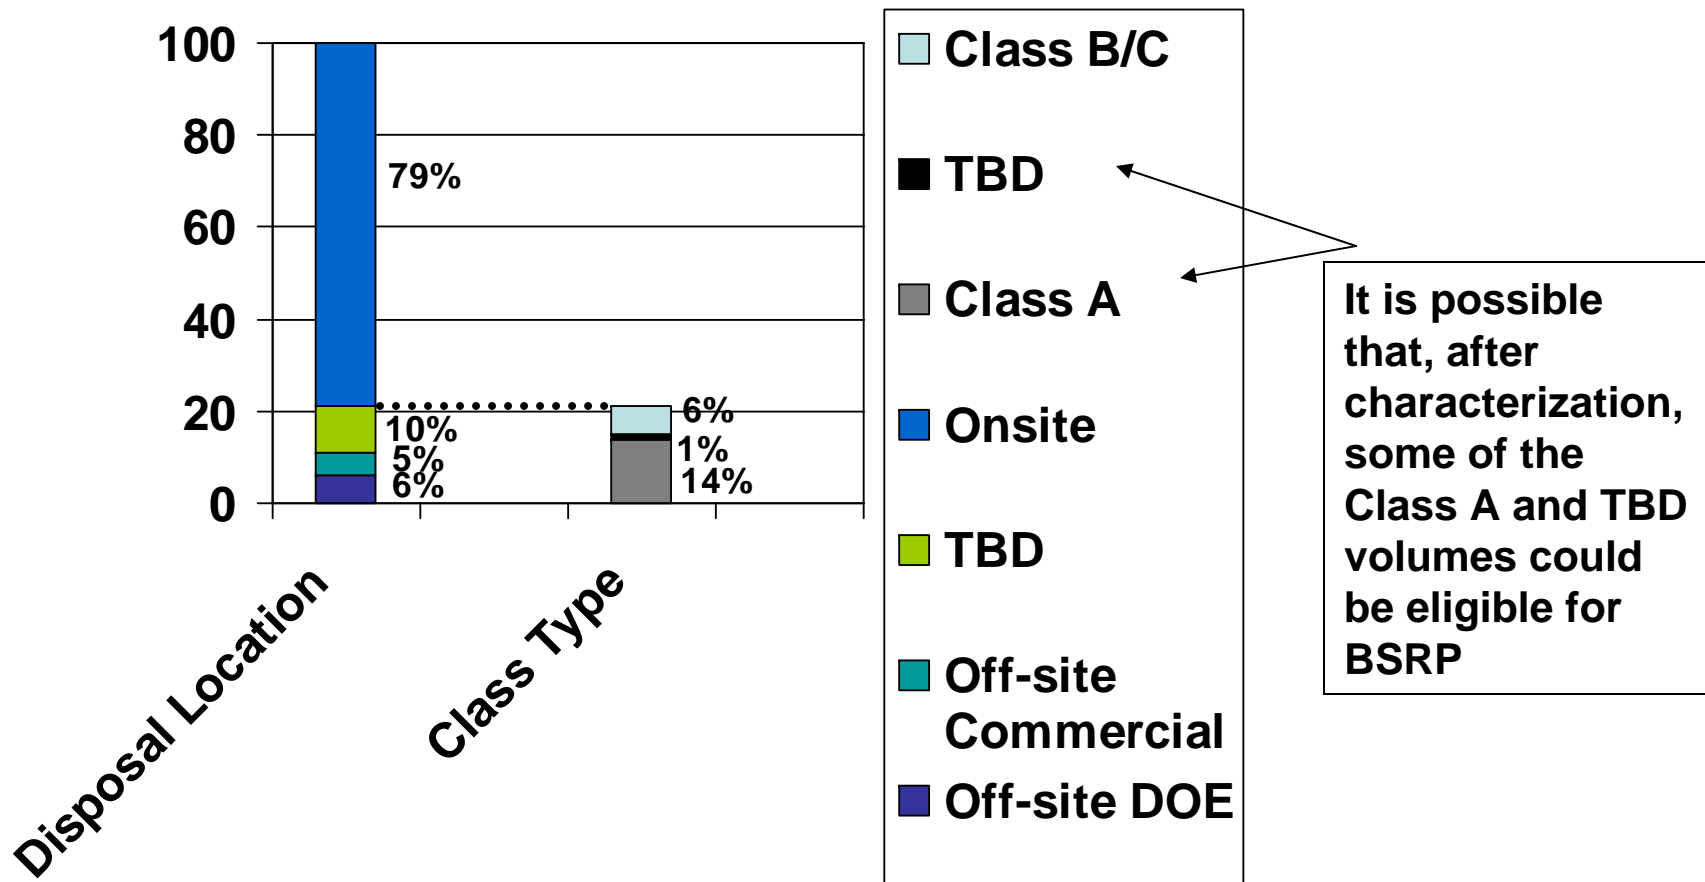 100
80
60
40
20
0
79%
10%
5%
6%
6%
1%
14%
Disposal Location
Class Type
Class B/C
TBD
Class A
Onsite
TBD
Off-site
Commercial
Off-site DOE
It is possible
that, after
characterization,
some of the
Class A and TBD
volumes could
be eligible for
BSRP